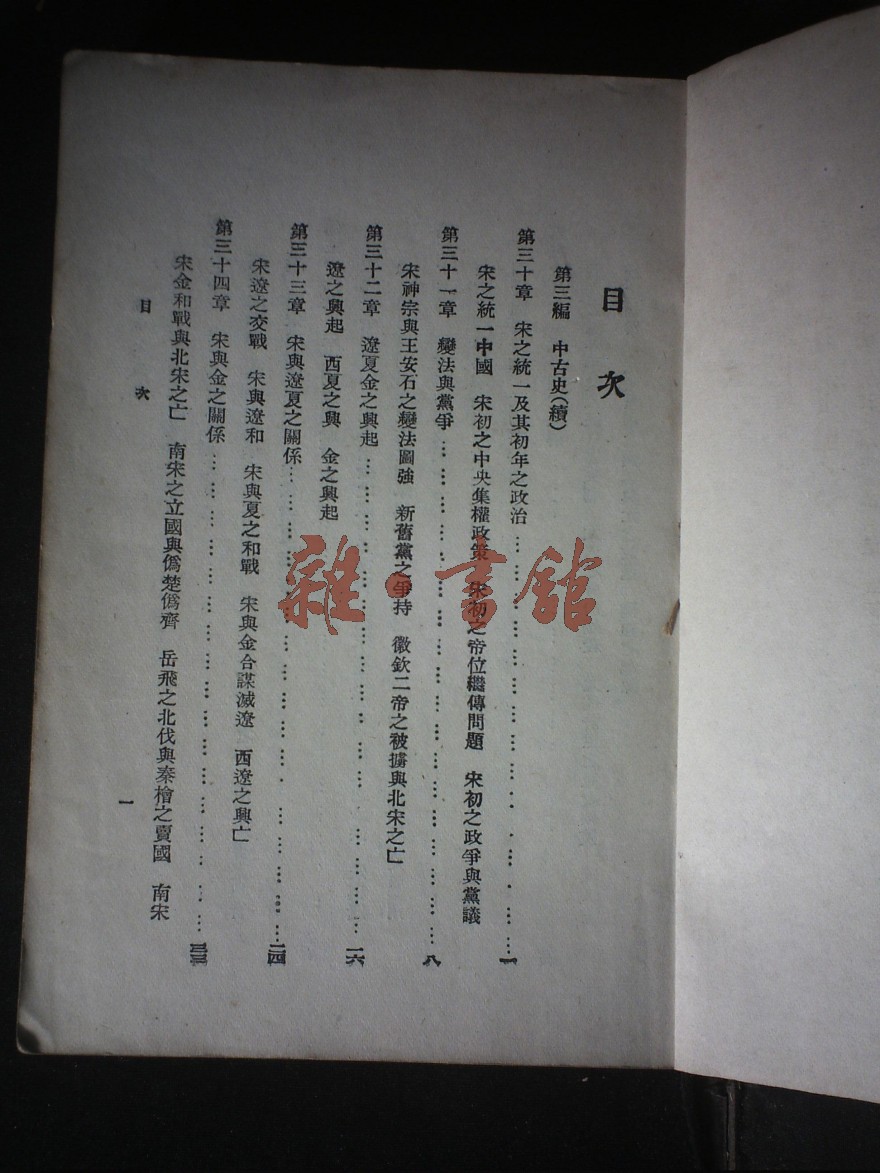 目次
第三編　中古史(續)
第三十章　宋之統一及其初年之政治…………………………一
宋之統一中國　宋初之中央集權政策　宋初之帝位繼傳問題　宋初之政爭與黨議
第三十一章　變法與黨爭…………………………八
宋神宗與王安石之變法圖強　新舊黨之爭持　徽欽二帝之被擄與北宋之亡
第三十二章　遼夏金之興起…………………………一六
遼之興起　西夏之興　金之興起
第三十三章　宋與遼夏之關係…………………………二四
宋遼之交戰　宋與遼和　宋與夏之和戰　宋與金合謀滅遼　西遼之興亡
第三十四章　宋與金之關係…………………………三三
宋金和戰與北宋之亡　南宋之立國與僞楚僞齊　岳飛之北伐與秦檜之賣國　南宋
目次
一
雜·書館